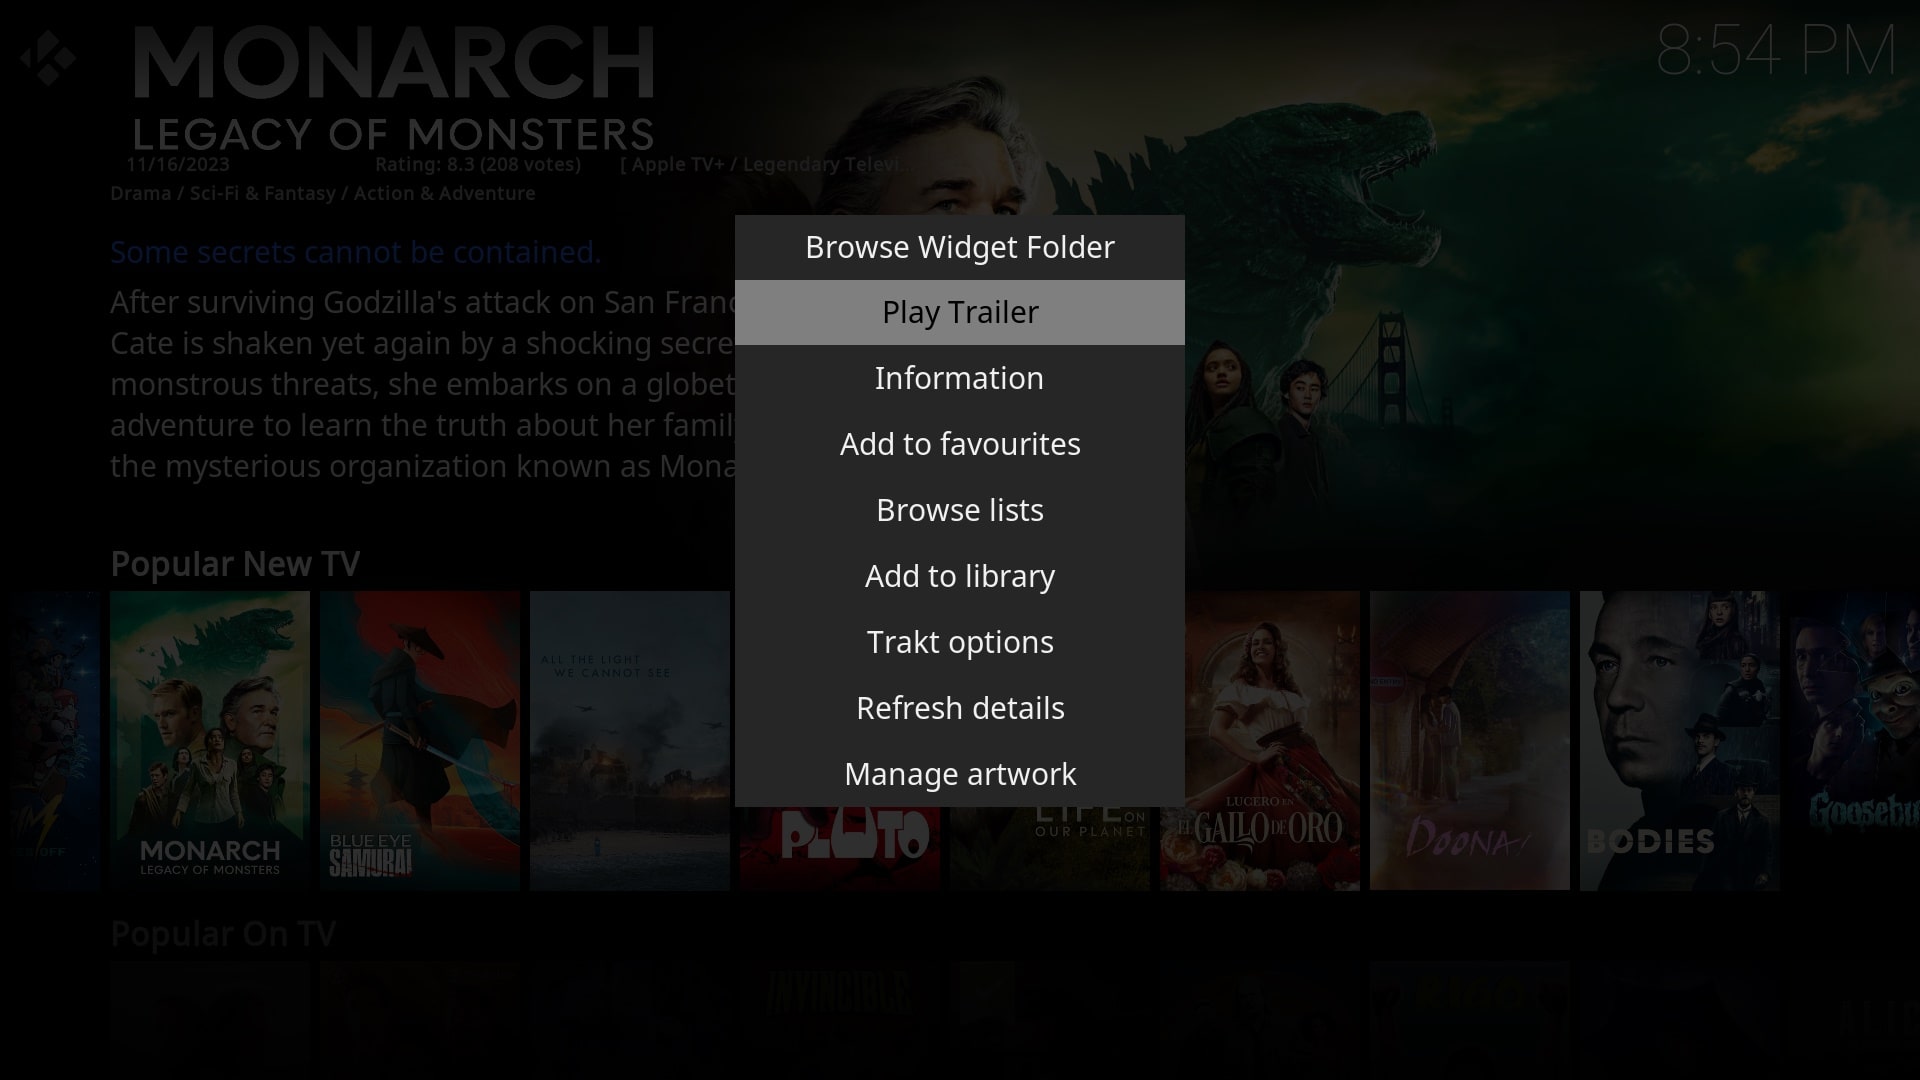 MONARCH
LEGACY OF MONSTERS
8:54 PM
11/16/2023 Rating: 8.3 (208 votes) [ Apple TV+ / Legendary Televi...
Drama / Sci-Fi & Fantasy / Action & Adventure
Some secrets cannot be contained.
After surviving Godzilla's attack on San Franc
Cate is shaken yet again by a shocking secre
monstrous threats, she embarks on a globet
adventure to learn the truth about her famil
the mysterious organization known as Mona
Browse Widget Folder
Play Trailer
Information
Add to favourites
Browse lists
Add to library
Trakt options
Refresh details
Manage artwork
Popular New TV
MONARCH
LEGACY OF MONSTERS
BLUE EYE
SAMURAI
ALL THE LIGHT
WE CANNOT SEE
PLUTO
LIFE ON
OUR PLANET
LUCERO EN
EL GALLO DE ORO
DOONA!
BODIES
Goosebu
Popular On TV
INVINCIBLE